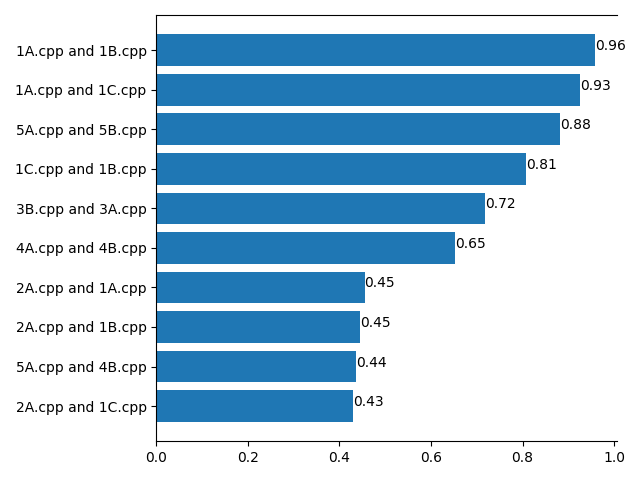 1A.cpp and 1B.cpp 0.96
1A.cpp and 1C.cpp 0.93
5A.cpp and 5B.cpp 0.88
1C.cpp and 1B.cpp 0.81
3B.cpp and 3A.cpp 0.72
4A.cpp and 4B.cpp 0.65
2A.cpp and 1A.cpp 0.45
2A.cpp and 1B.cpp 0.45
5A.cpp and 4B.cpp 0.44
2A.cpp and 1C.cpp 0.43
0.0 0.2 0.4 0.6 0.8 1.0